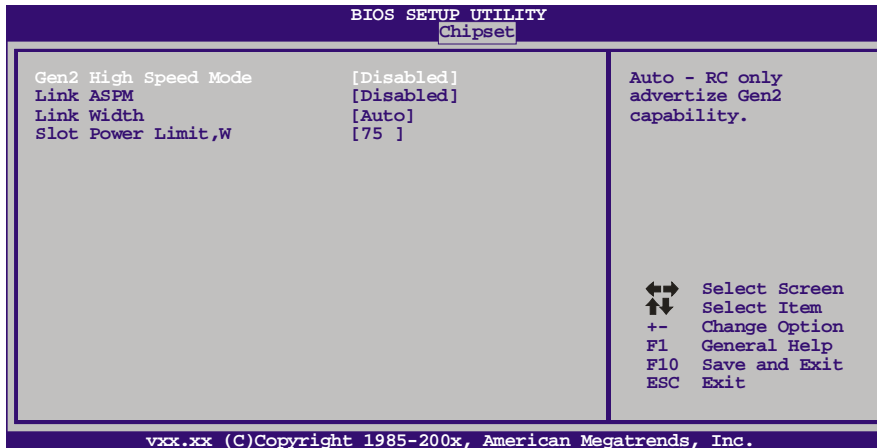 BIOS SETUP UTILITY
Chipset
Gen2 High Speed Mode [Disabled]
Link ASPM [Disabled]
Link Width [Auto]
Slot Power Limit,W [75 ]
Auto - RC only
advertize Gen2
capability.
Select Screen
Select Item
+- Change Option
F1 General Help
F10 Save and Exit
ESC Exit
vxx.xx (C)Copyright 1985-200x, American Megatrends, Inc.